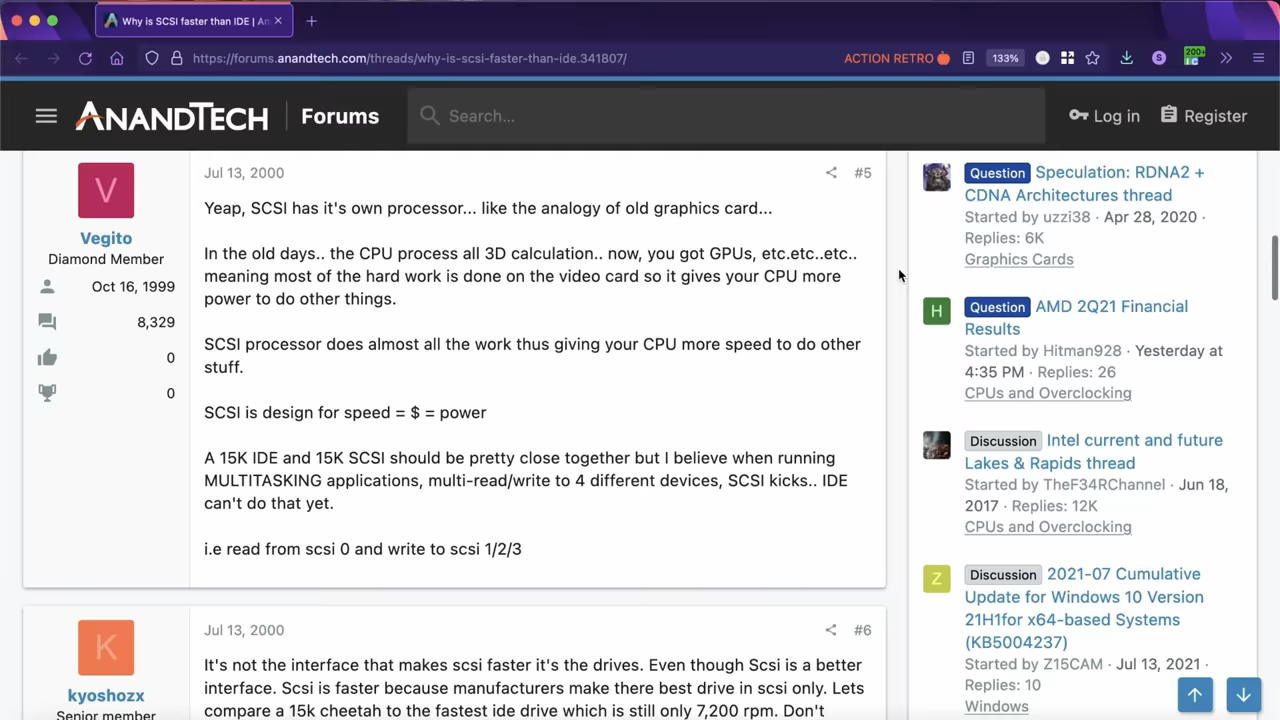 Why is SCSI faster than IDE | An
https://forums.anandtech.com/threads/why-is-scsi-faster-than-ide.341807/
ACTION RETRO
133%
S
200+
ANANDTECH
Forums
Search...
Log in
Register
V
Vegito
Diamond Member
Oct 16, 1999
8,329
0
0
Jul 13, 2000
#5
Yeap, SCSI has it's own processor... like the analogy of old graphics card...
In the old days.. the CPU process all 3D calculation.. now, you got GPUs, etc.etc..etc..
meaning most of the hard work is done on the video card so it gives your CPU more
power to do other things.
SCSI processor does almost all the work thus giving your CPU more speed to do other
stuff.
SCSI is design for speed = $ = power
A 15K IDE and 15K SCSI should be pretty close together but I believe when running
MULTITASKING applications, multi-read/write to 4 different devices, SCSI kicks.. IDE
can't do that yet.
i.e read from scsi 0 and write to scsi 1/2/3
K
kyoshozx
Senior member
Jul 13, 2000
#6
It's not the interface that makes scsi faster it's the drives. Even though Scsi is a better
interface. Scsi is faster because manufacturers make there best drive in scsi only. Lets
compare a 15k cheetah to the fastest ide drive which is still only 7,200 rpm. Don't
Question Speculation: RDNA2 +
CDNA Architectures thread
Started by uzzi38 · Apr 28, 2020 ·
Replies: 6K
Graphics Cards
H
Question AMD 2Q21 Financial
Results
Started by Hitman928 · Yesterday at
4:35 PM · Replies: 26
CPUs and Overclocking
Discussion Intel current and future
Lakes & Rapids thread
Started by TheF34RChannel · Jun 18,
2017 · Replies: 12K
CPUs and Overclocking
Z
Discussion 2021-07 Cumulative
Update for Windows 10 Version
21H1for x64-based Systems
(KB5004237)
Started by Z15CAM · Jul 13, 2021 ·
Replies: 10
Windows